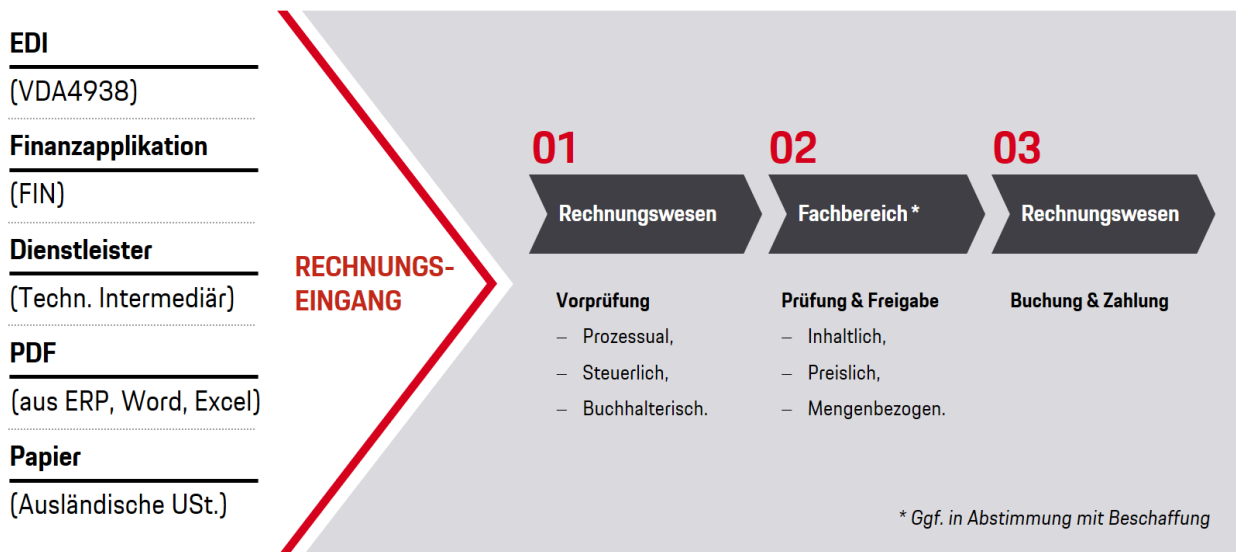 EDI
(VDA4938)
Finanzapplikation
(FIN)
Dienstleister
(Techn. Intermediär)
PDF
(aus ERP, Word, Excel)
Papier
(Ausländische USt.)
RECHNUNGS-
EINGANG
01
Rechnungswesen
Vorprüfung
– Prozessual,
– Steuerlich,
– Buchhalterisch.
02
Fachbereich *
Prüfung & Freigabe
– Inhaltlich,
– Preislich,
– Mengenbezogen.
03
Rechnungswesen
Buchung & Zahlung
* Ggf. in Abstimmung mit Beschaffung